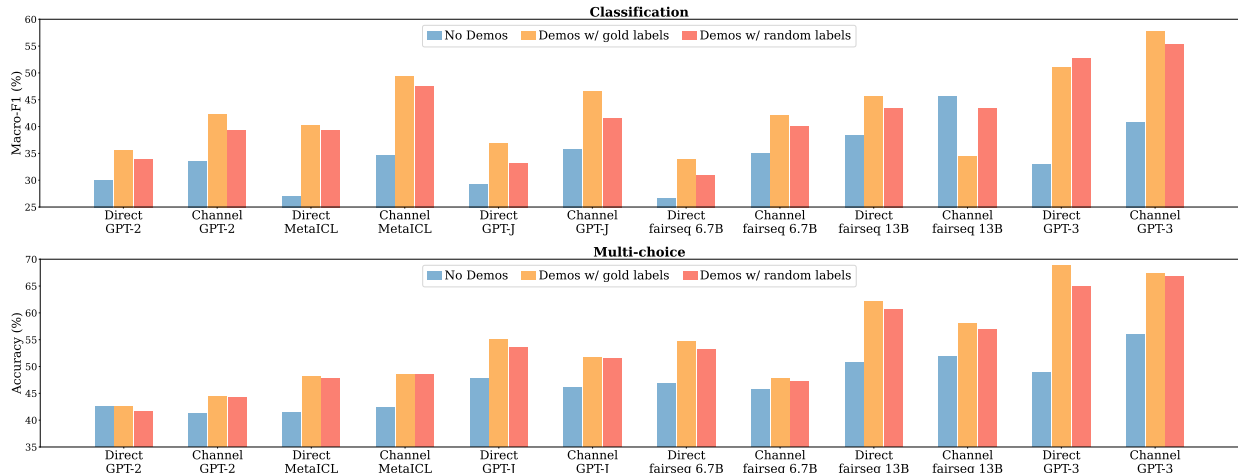 Classification
60
55
50
45
40
35
30
25
Macro-F1 (%)
No Demos Demos w/ gold labels Demos w/ random labels
Direct Channel Direct Channel Direct Channel Direct Channel Direct Channel Direct Channel
GPT-2 GPT-2 MetaICL MetaICL GPT-J GPT-J fairseq 6.7B fairseq 6.7B fairseq 13B fairseq 13B GPT-3 GPT-3
Multi-choice
70
65
60
55
50
45
40
35
Accuracy (%)
No Demos Demos w/ gold labels Demos w/ random labels
Direct Channel Direct Channel Direct Channel Direct Channel Direct Channel Direct Channel
GPT-2 GPT-2 MetaICL MetaICL GPT-J GPT-J fairseq 6.7B fairseq 6.7B fairseq 13B fairseq 13B GPT-3 GPT-3